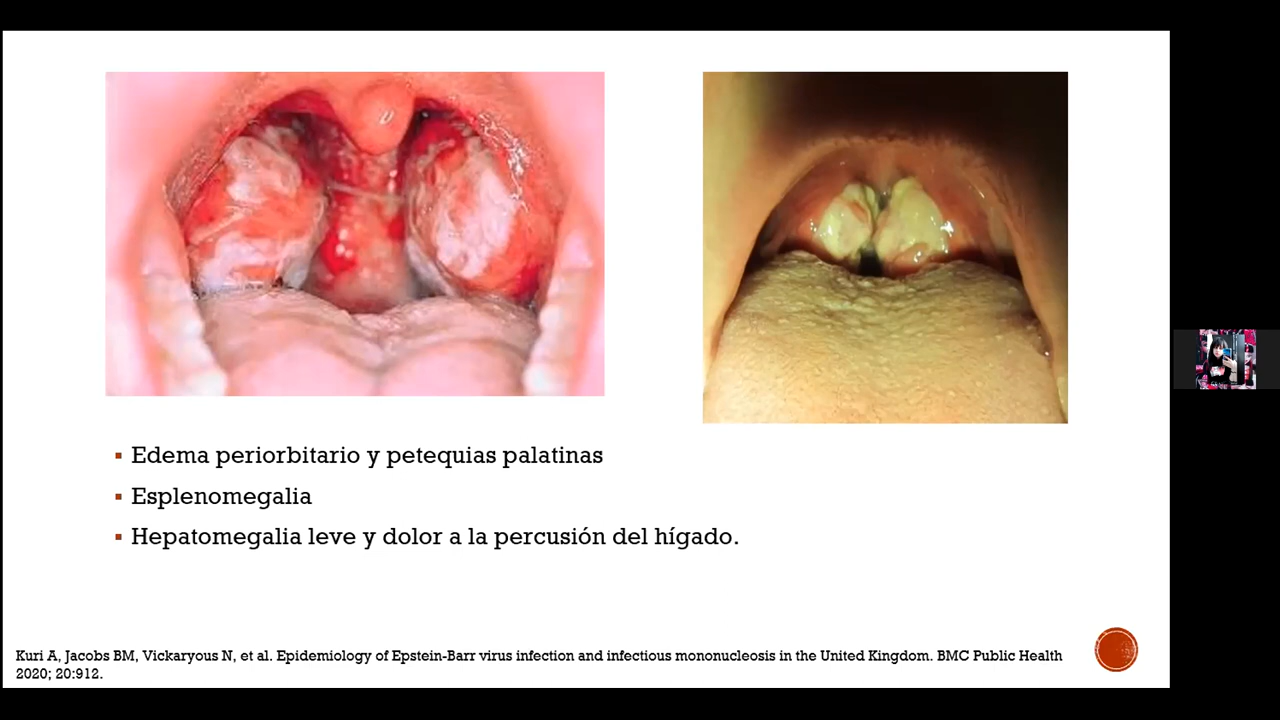 Edema periorbitario y petequias palatinas
Esplenomegalia
Hepatomegalia leve y dolor a la percusión del hígado.
Kuri A, Jacobs BM, Vickaryous N, et al. Epidemiology of Epstein-Barr virus infection and infectious mononucleosis in the United Kingdom. BMC Public Health
2020; 20:912.